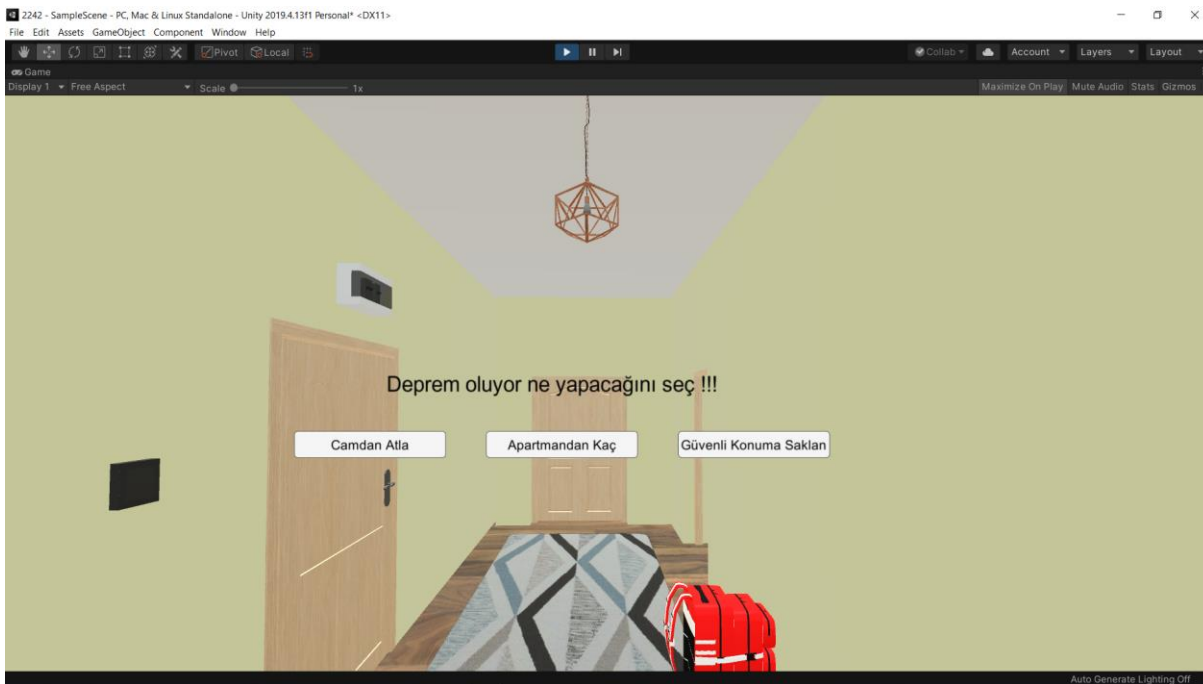 2242 - SampleScene - PC, Mac & Linux Standalone - Unity 2019.4.13f1 Personal* <DX11>
File Edit Assets GameObject Component Window Help
Pivot Local Collab Account Layers Layout
Game
Display 1 Free Aspect Scale 1x Maximize On Play Mute Audio Stats Gizmos
Deprem oluyor ne yapacağını seç !!!
Camdan Atla Apartmandan Kaç Güvenli Konuma Saklan
Auto Generate Lighting Off